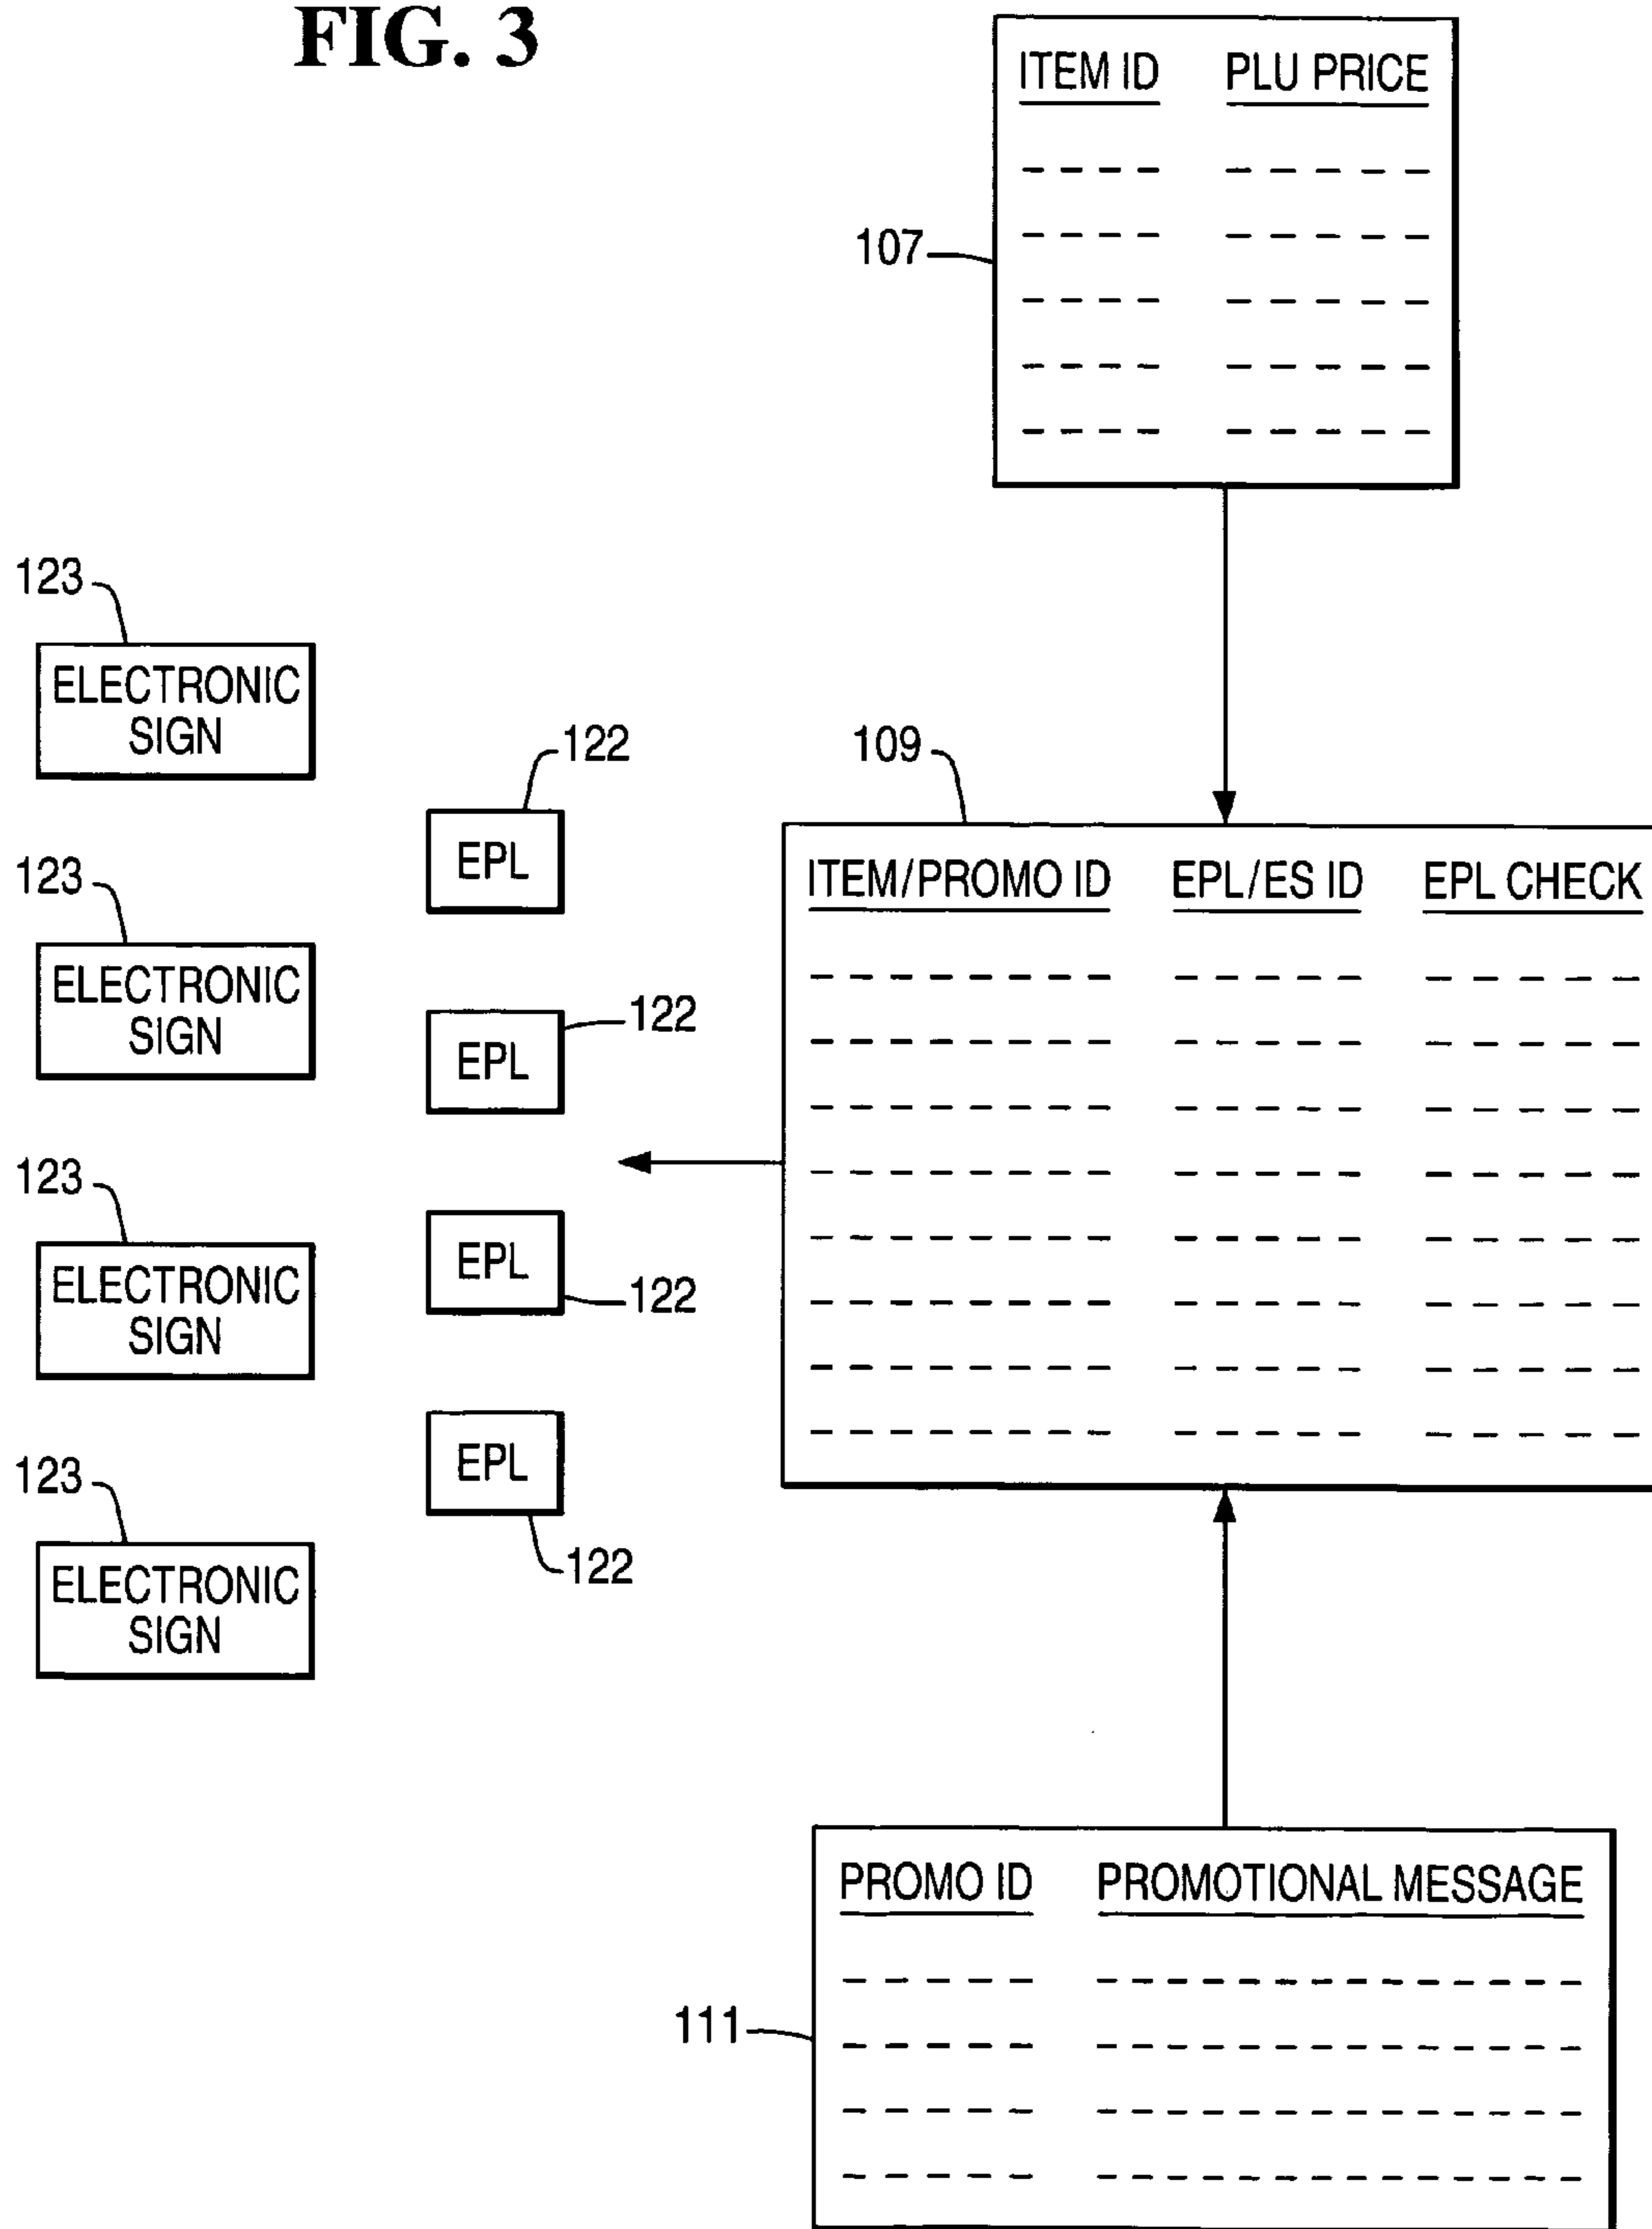 FIG. 3
ITEM ID PLU PRICE
107
123
ELECTRONIC
SIGN
122
EPL
123
ELECTRONIC
SIGN
122
EPL
123
ELECTRONIC
SIGN
EPL
122
123
ELECTRONIC
SIGN
EPL
122
109
ITEM/PROMO ID EPL/ES ID EPL CHECK
PROMO ID PROMOTIONAL MESSAGE
111